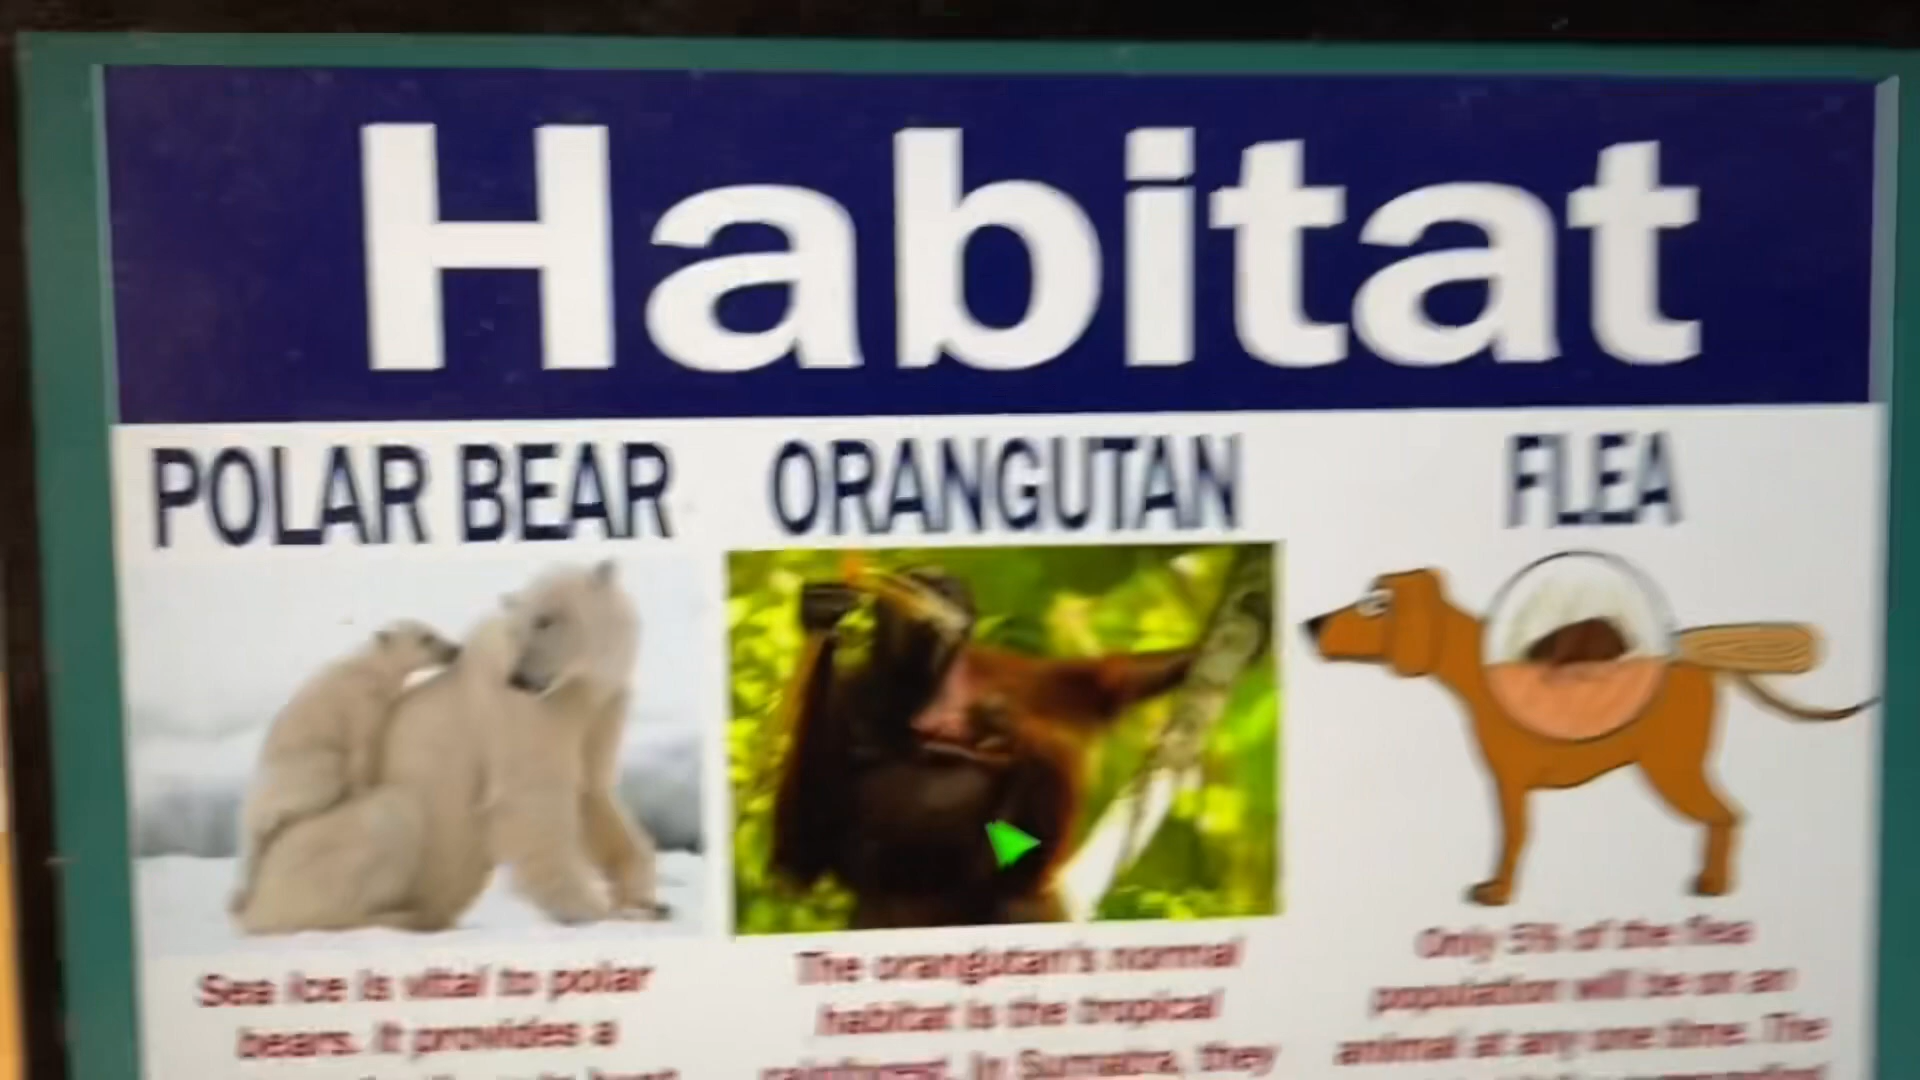 Habitat
POLAR BEAR
ORANGUTAN
FLEA
Sea ice is vital to polar
bears. It provides a
The orangutan's normal
habitat is the tropical
rainforest. In Sumatra, they
Only 5% of the flea
population will be on an
animal at any one time. The